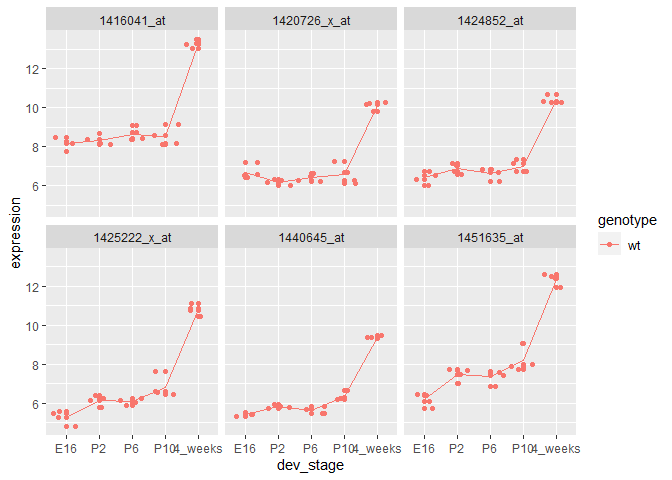 1416041_at 1420726_x_at 1424852_at
12
10
8
6
1425222_x_at 1440645_at 1451635_at
12
10
8
6
E16 P2 P6 P10 4_weeks E16 P2 P6 P10 4_weeks E16 P2 P6 P10 4_weeks
dev_stage
expression
genotype
wt